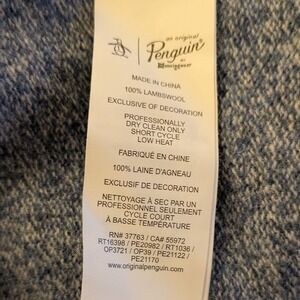 an original
Penguin®
BY
Munsingwear
MADE IN CHINA
100% LAMBSWOOL
EXCLUSIVE OF DECORATION
PROFESSIONALLY
DRY CLEAN ONLY
SHORT CYCLE
LOW HEAT
FABRIQUÉ EN CHINE
100% LAINE D'AGNEAU
EXCLUSIF DE DECORATION
NETTOYAGE À SEC PAR UN
PROFESSIONNEL SEULEMENT
CYCLE COURT
À BASSE TEMPÉRATURE
RN# 37763 / CA# 55972
RT16398 / PE20982 / RT1036 /
OP3721 / OP39 / PE21122 /
PE21170
www.originalpenguin.com